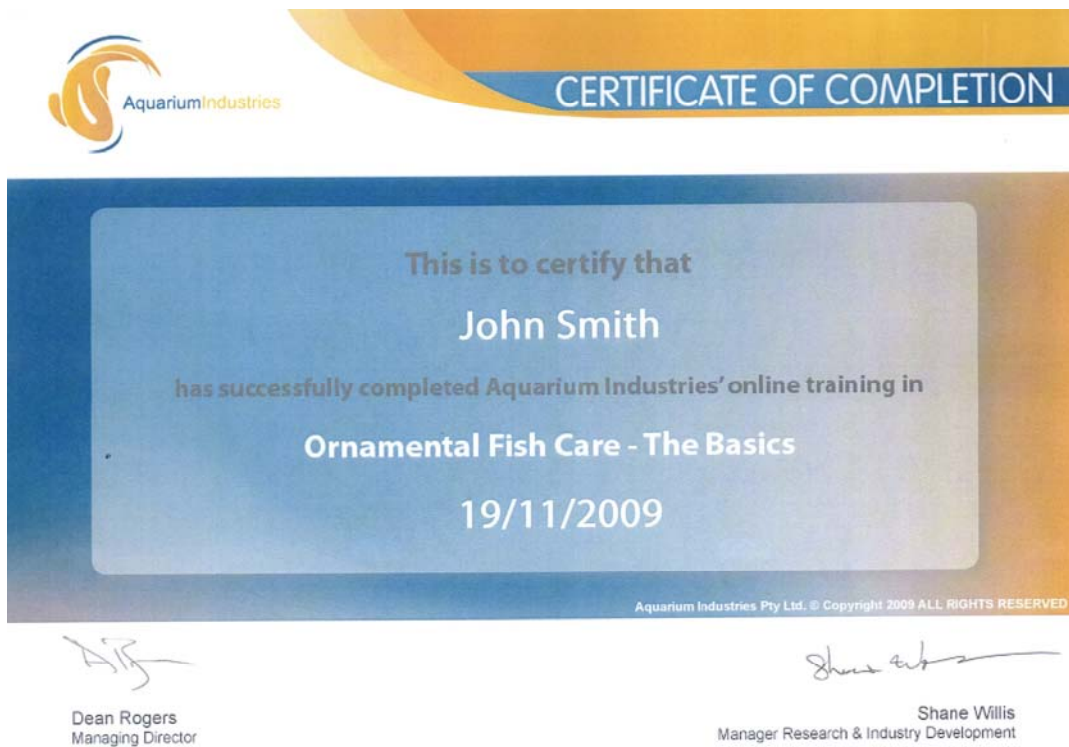 AquariumIndustries
CERTIFICATE OF COMPLETION
This is to certify that
John Smith
has successfully completed Aquarium Industries' online training in
Ornamental Fish Care - The Basics
19/11/2009
Aquarium Industries Pty Ltd. © Copyright 2009 ALL RIGHTS RESERVED
Dean Rogers
Managing Director
Shane Willis
Manager Research & Industry Development